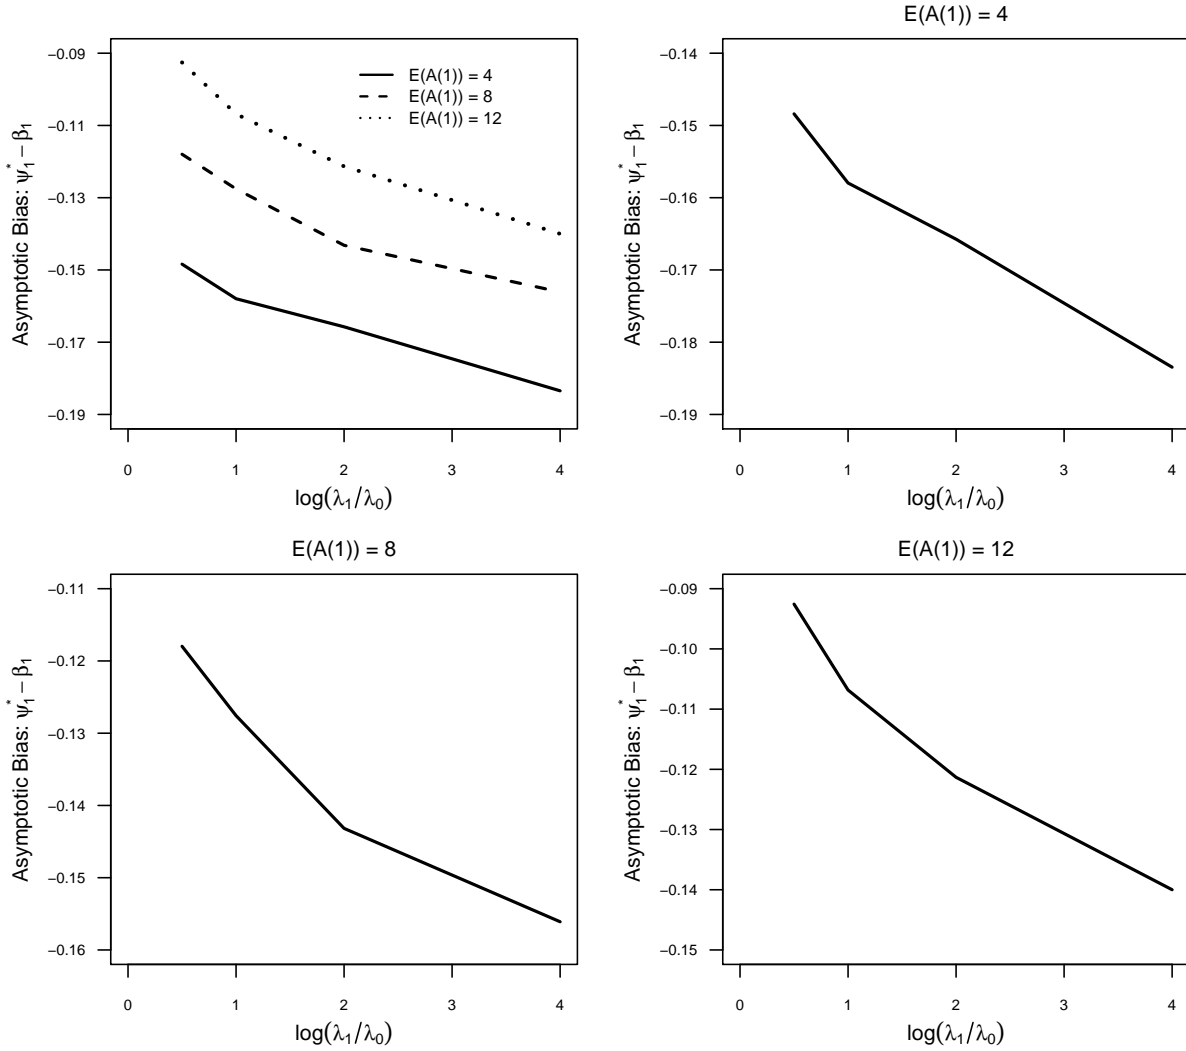 −0.09
−0.11
−0.13
−0.15
−0.17
−0.19
Asymptotic Bias: ψ₁* − β₁
E(A(1)) = 4
E(A(1)) = 8
E(A(1)) = 12
0 1 2 3 4
log(λ₁/λ₀)
E(A(1)) = 4
−0.14
−0.15
−0.16
−0.17
−0.18
−0.19
Asymptotic Bias: ψ₁* − β₁
0 1 2 3 4
log(λ₁/λ₀)
E(A(1)) = 8
−0.11
−0.12
−0.13
−0.14
−0.15
−0.16
Asymptotic Bias: ψ₁* − β₁
0 1 2 3 4
log(λ₁/λ₀)
E(A(1)) = 12
−0.09
−0.10
−0.11
−0.12
−0.13
−0.14
−0.15
Asymptotic Bias: ψ₁* − β₁
0 1 2 3 4
log(λ₁/λ₀)